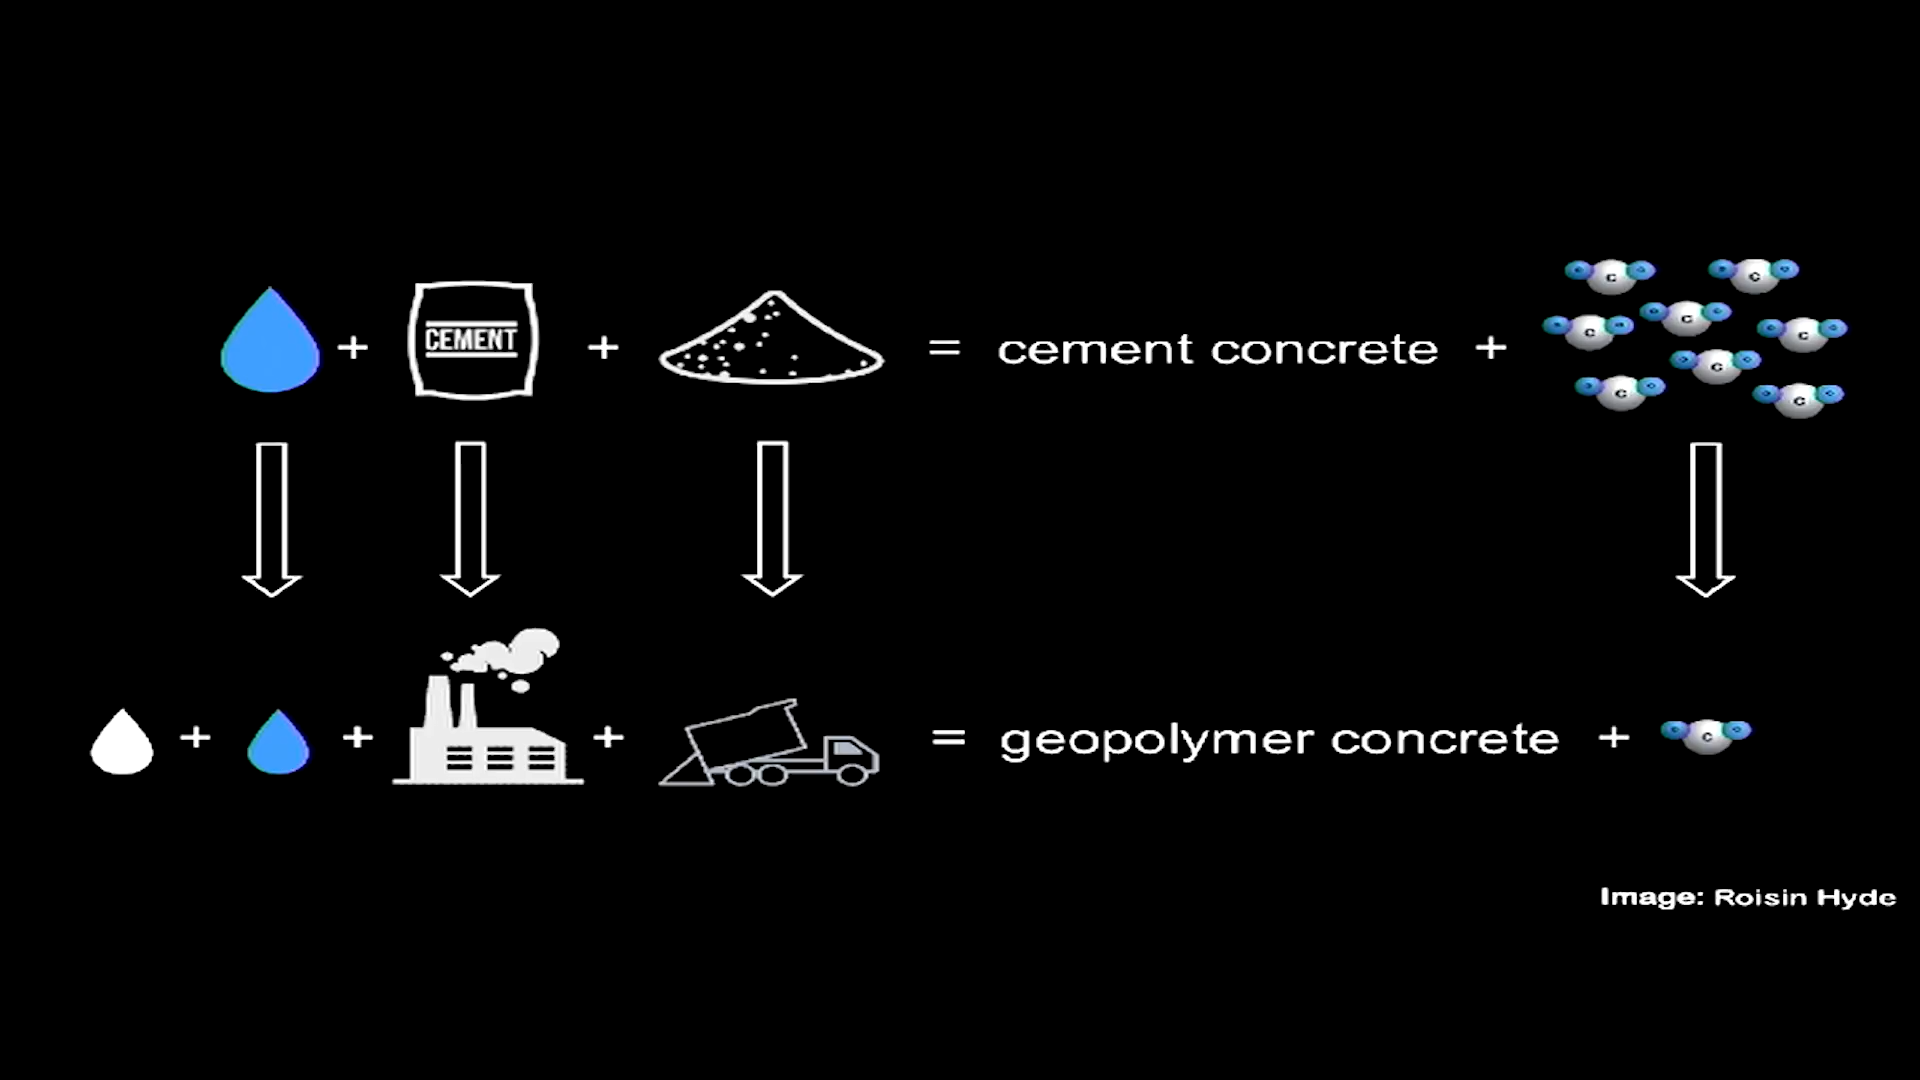 + CEMENT + = cement concrete +
+ + + = geopolymer concrete +
Image: Roisin Hyde